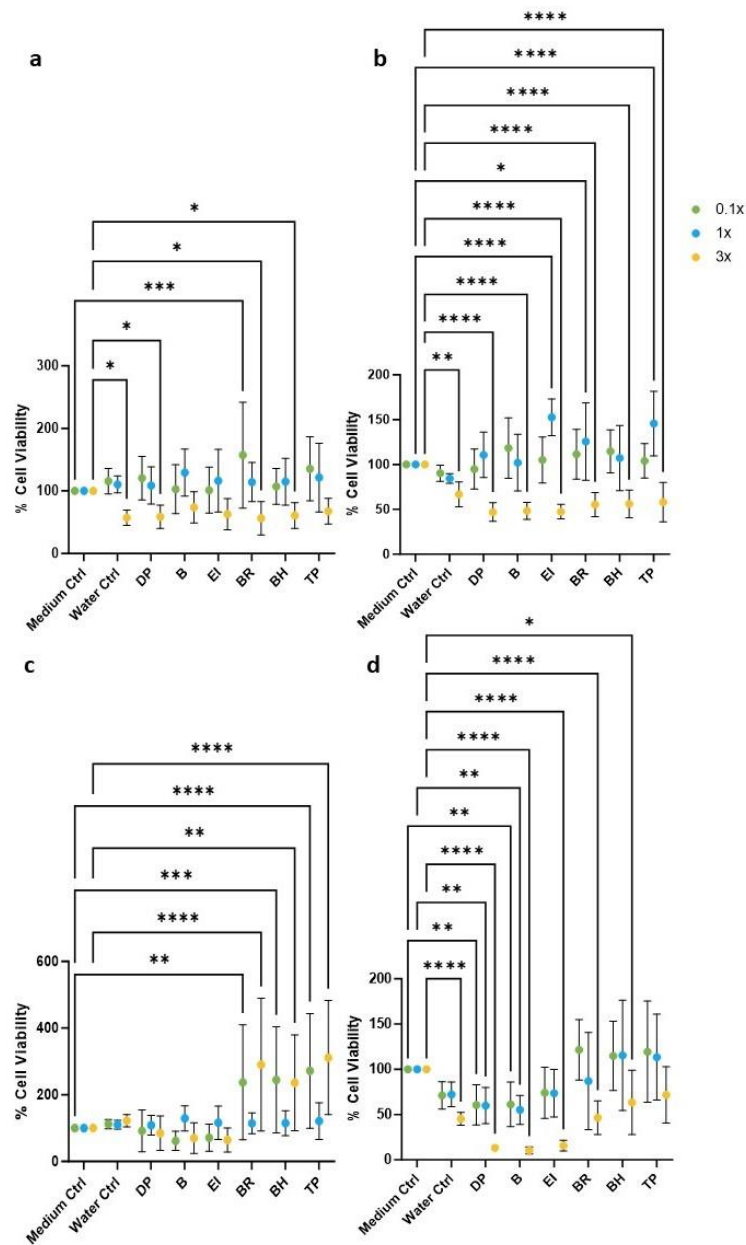 a
*
*
***
*
*
300
200
100
0
% Cell Viability
Medium Ctrl
Water Ctrl
DP
B
EI
BR
BH
TP
b
****
****
****
****
*
****
****
****
****
**
200
150
100
50
0
% Cell Viability
Medium Ctrl
Water Ctrl
DP
B
EI
BR
BH
TP
0.1x
1x
3x
c
****
****
**
***
****
**
600
400
200
0
% Cell Viability
Medium Ctrl
Water Ctrl
DP
B
EI
BR
BH
TP
d
*
****
****
****
**
**
****
**
**
****
200
150
100
50
0
% Cell Viability
Medium Ctrl
Water Ctrl
DP
B
EI
BR
BH
TP